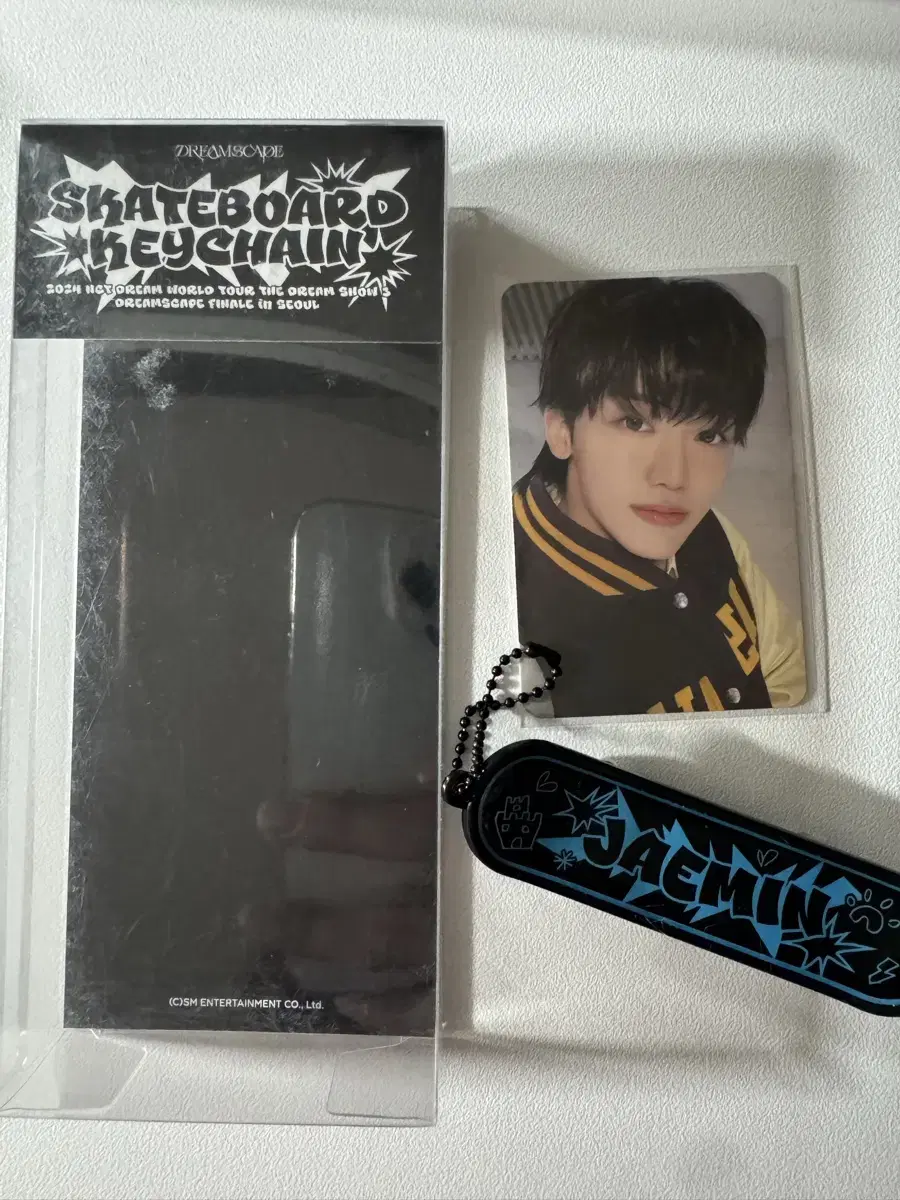 DREAMSCAPE
SKATEBOARD
KEYCHAIN
2024 NCT DREAM WORLD TOUR THE DREAM SHOW 3
DREAMSCAPE FINALE in SEOUL
(C)SM ENTERTAINMENT CO., Ltd.
JAEMIN